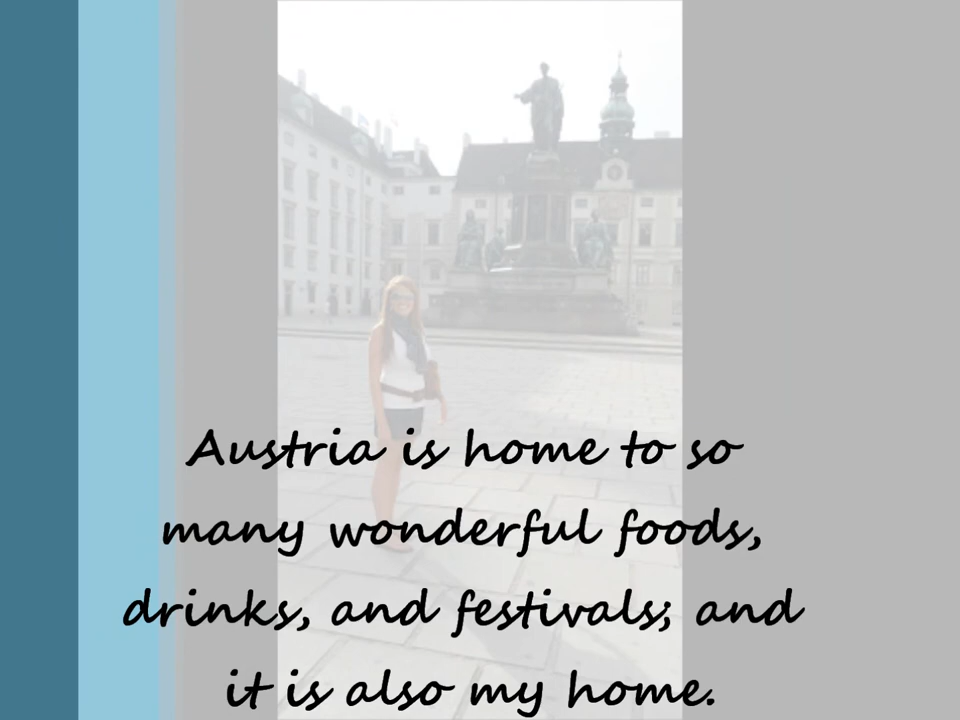 Austria is home to so
many wonderful foods,
drinks, and festivals; and
it is also my home.